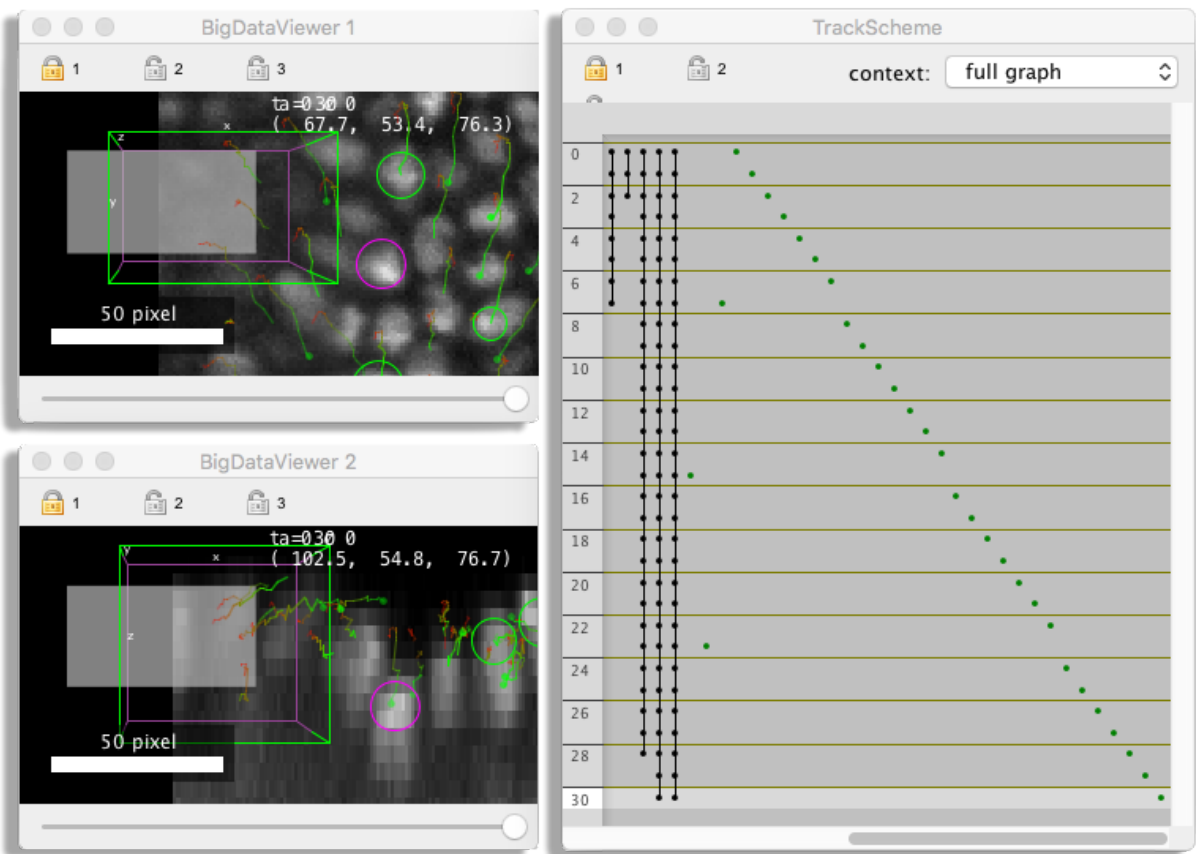 BigDataViewer 1
1 2 3
( 67.7, 53.4, 76.3)
z
x
y
50 pixel
BigDataViewer 2
1 2 3
( 102.5, 54.8, 76.7)
y
x
z
50 pixel
TrackScheme
1 2 context: full graph
0
2
4
6
8
10
12
14
16
18
20
22
24
26
28
30